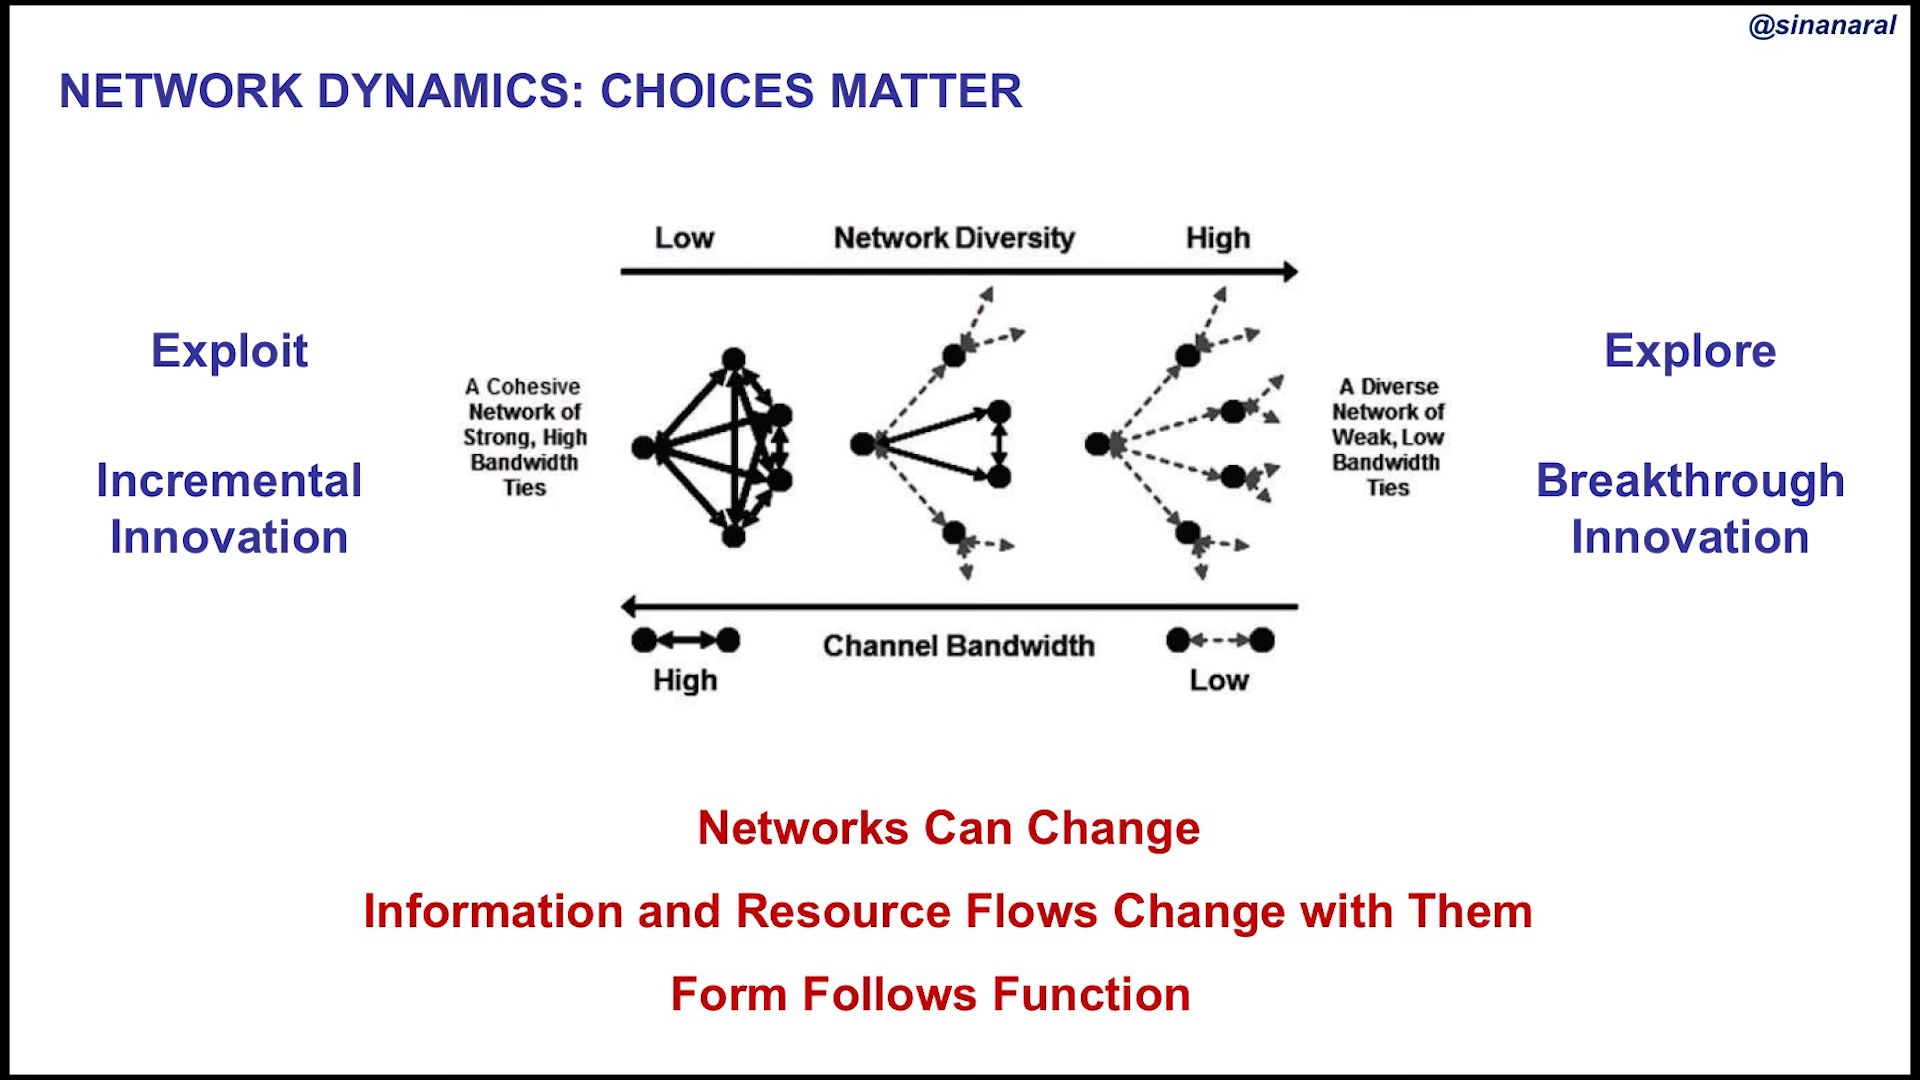 @sinanaral
NETWORK DYNAMICS: CHOICES MATTER
Low
Network Diversity
High
Exploit
Incremental
Innovation
A Cohesive
Network of
Strong, High
Bandwidth
Ties
A Diverse
Network of
Weak, Low
Bandwidth
Ties
Explore
Breakthrough
Innovation
Channel Bandwidth
High
Low
Networks Can Change
Information and Resource Flows Change with Them
Form Follows Function